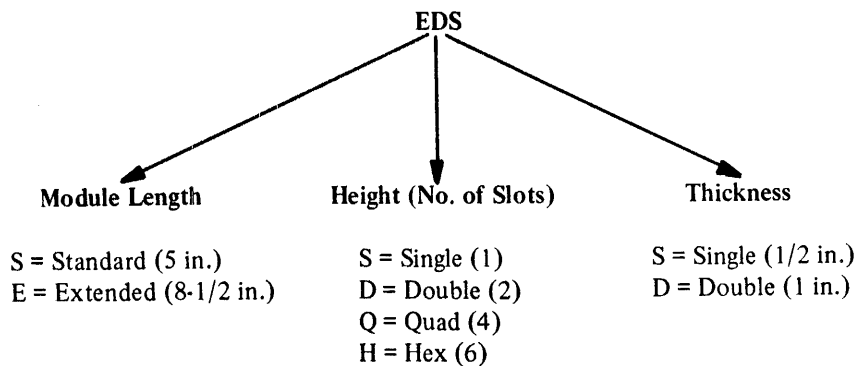 EDS
Module Length
S = Standard (5 in.)
E = Extended (8-1/2 in.)
Height (No. of Slots)
S = Single (1)
D = Double (2)
Q = Quad (4)
H = Hex (6)
Thickness
S = Single (1/2 in.)
D = Double (1 in.)